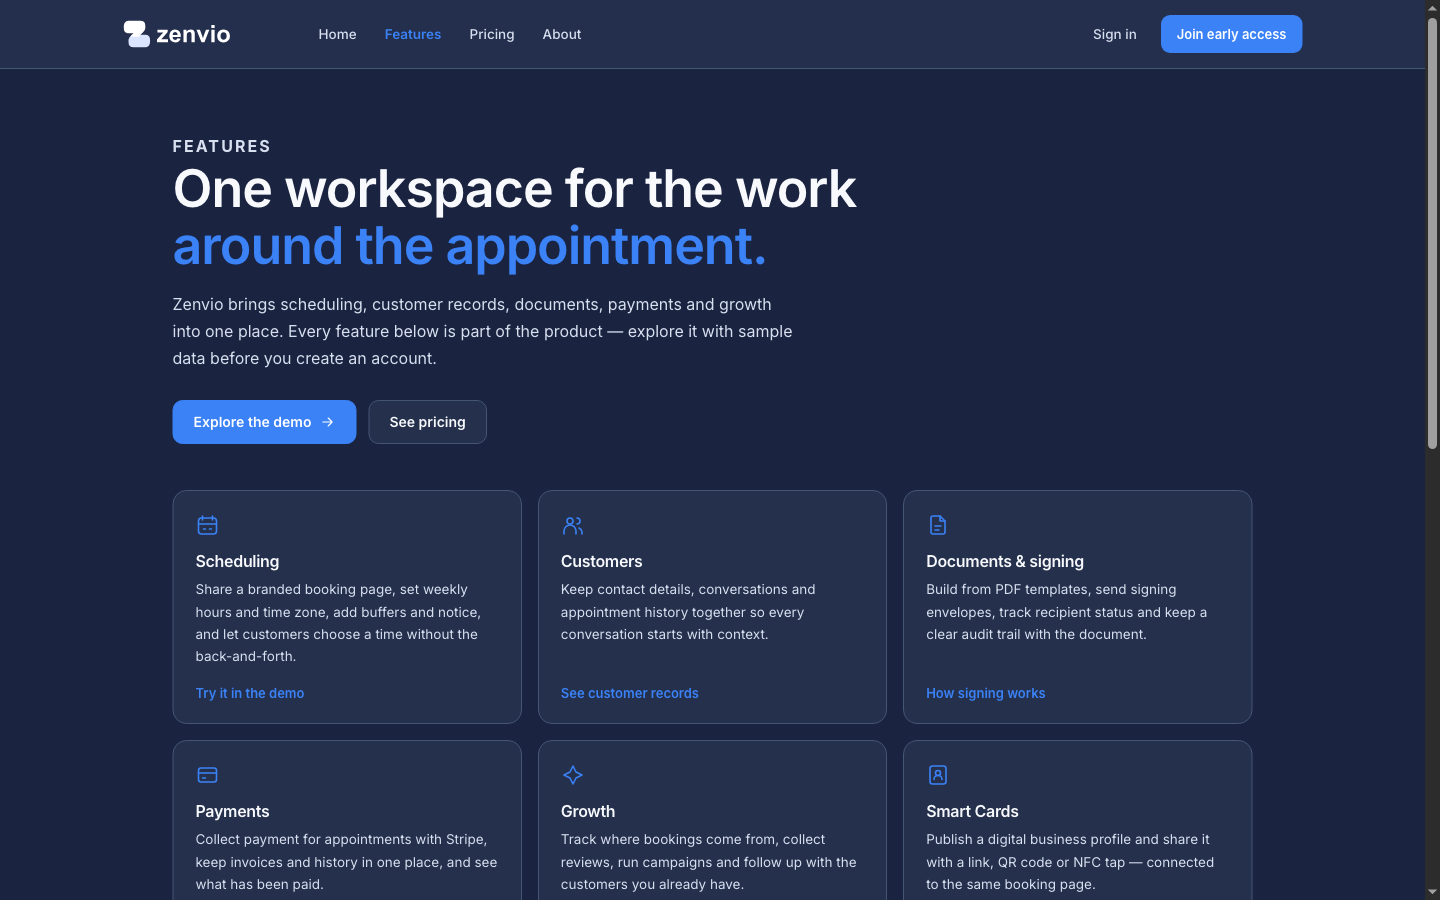 zenvio
Home
Features
Pricing
About
Sign in
Join early access
FEATURES
One workspace for the work
around the appointment.
Zenvio brings scheduling, customer records, documents, payments and growth
into one place. Every feature below is part of the product — explore it with sample
data before you create an account.
Explore the demo →
See pricing
Scheduling
Share a branded booking page, set weekly
hours and time zone, add buffers and notice,
and let customers choose a time without the
back-and-forth.
Try it in the demo
Customers
Keep contact details, conversations and
appointment history together so every
conversation starts with context.
See customer records
Documents & signing
Build from PDF templates, send signing
envelopes, track recipient status and keep a
clear audit trail with the document.
How signing works
Payments
Collect payment for appointments with Stripe,
keep invoices and history in one place, and see
what has been paid.
Growth
Track where bookings come from, collect
reviews, run campaigns and follow up with the
customers you already have.
Smart Cards
Publish a digital business profile and share it
with a link, QR code or NFC tap — connected
to the same booking page.